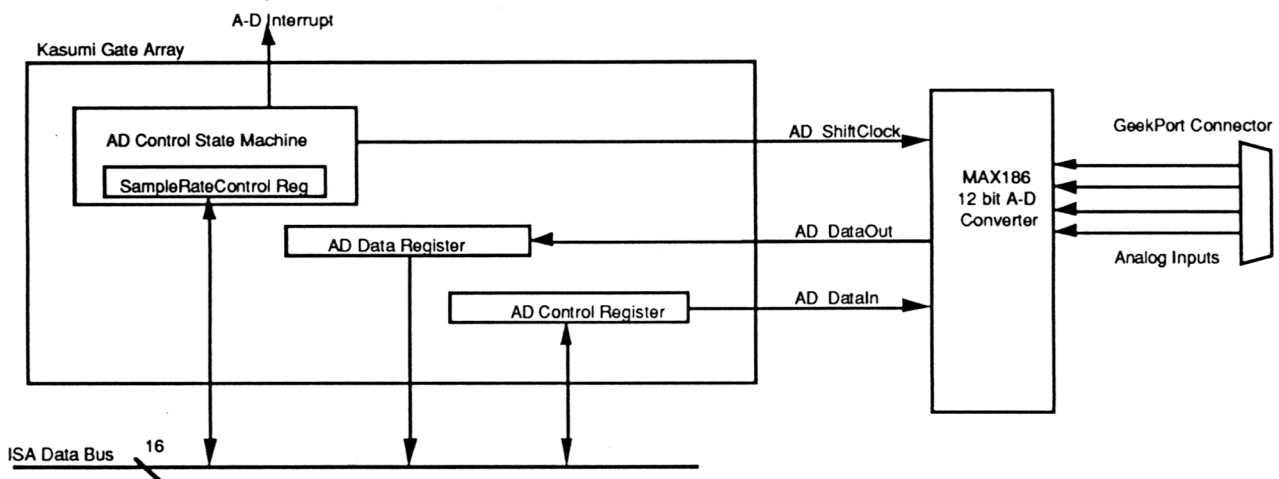 A-D Interrupt
Kasumi Gate Array
AD Control State Machine
SampleRateControl Reg
AD ShiftClock
GeekPort Connector
MAX186
12 bit A-D
Converter
AD Data Register
AD DataOut
Analog Inputs
AD Control Register
AD DataIn
ISA Data Bus
16